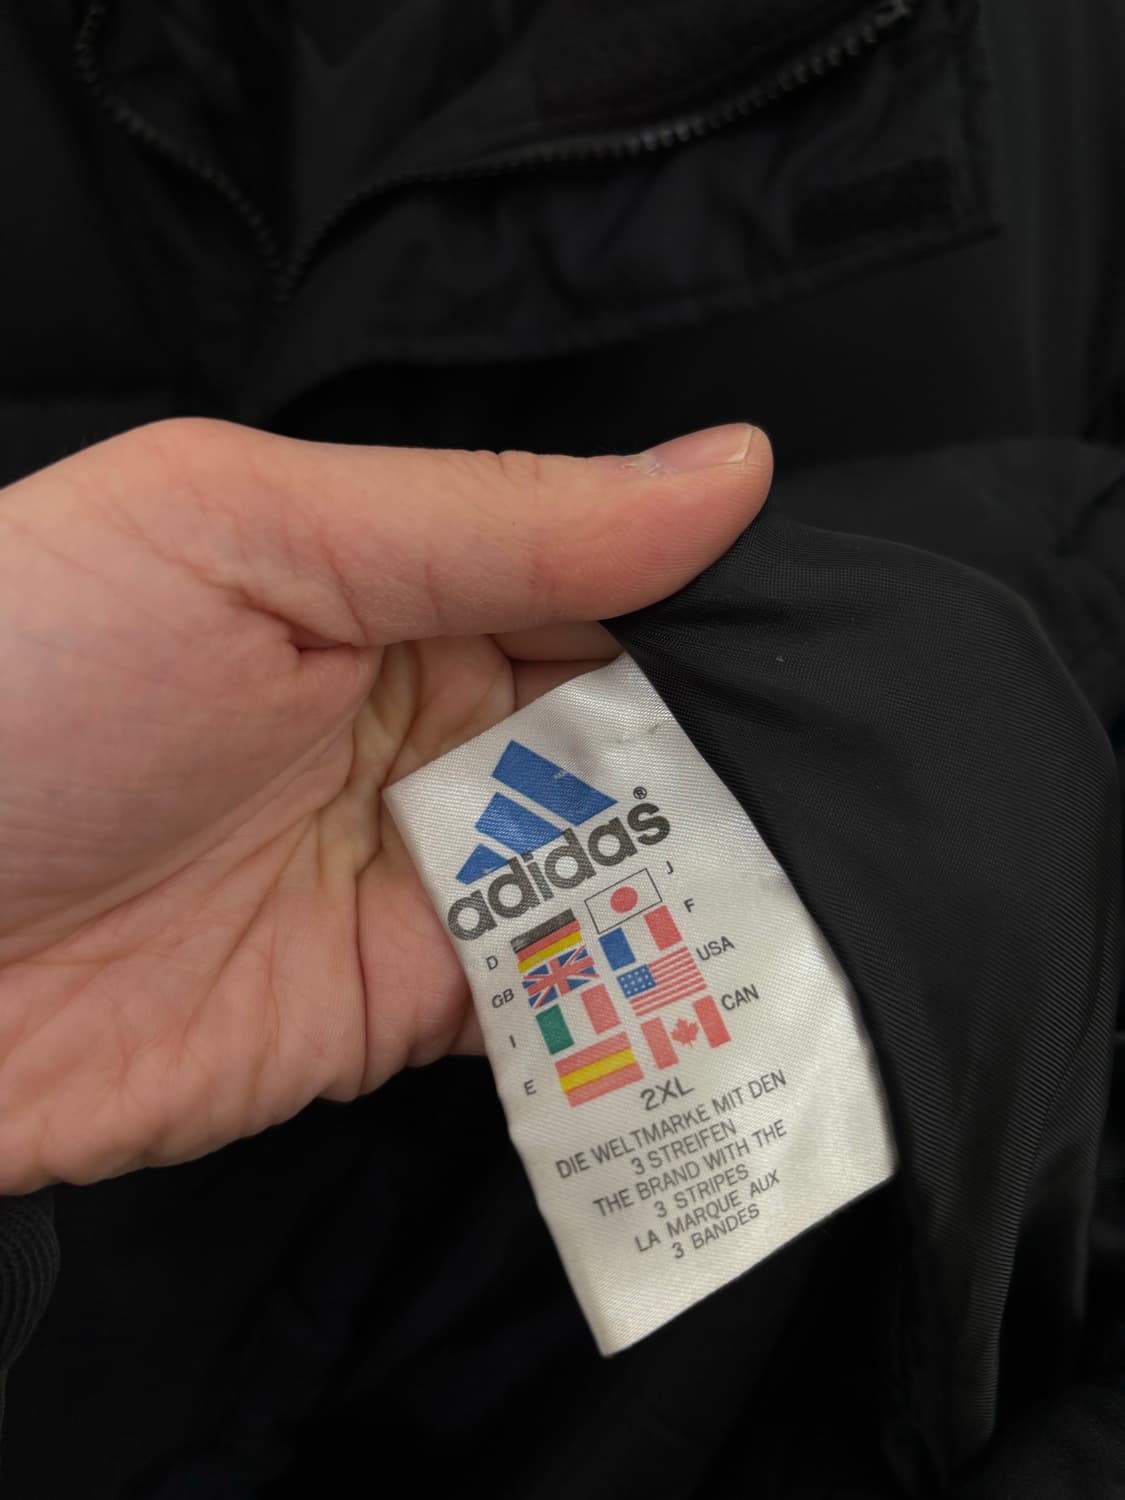 adidas®
J
D
F
GB
USA
I
CAN
E
2XL
DIE WELTMARKE MIT DEN
3 STREIFEN
THE BRAND WITH THE
3 STRIPES
LA MARQUE AUX
3 BANDES